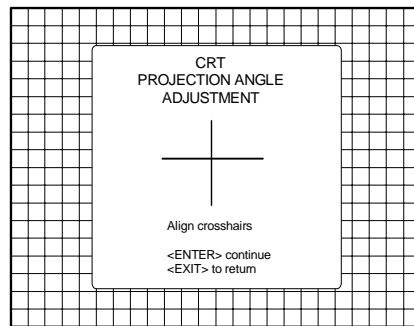 CRT
PROJECTION ANGLE
ADJUSTMENT
Align crosshairs
<ENTER> continue
<EXIT> to return